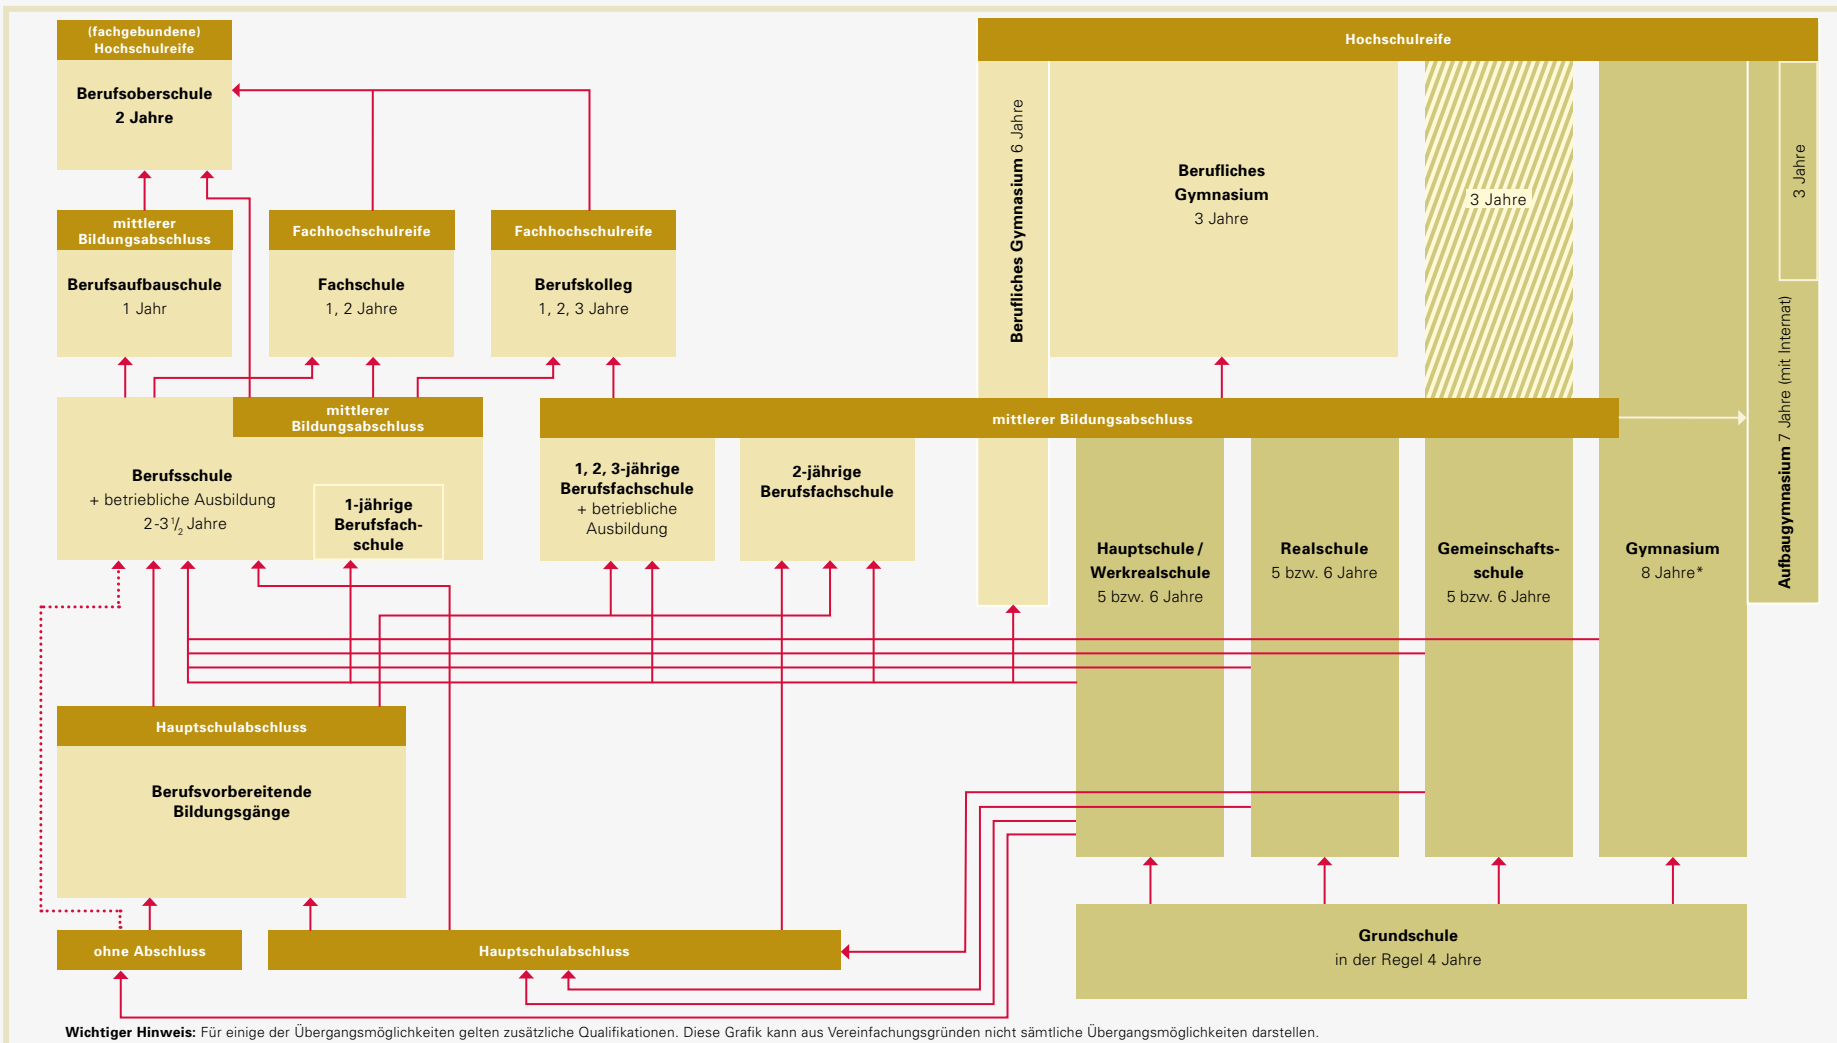 (fachgebundene)
Hochschulreife
Berufsoberschule
2 Jahre
Hochschulreife
Berufliches Gymnasium 6 Jahre
Berufliches
Gymnasium
3 Jahre
3 Jahre
3 Jahre
Aufbaugymnasium 7 Jahre (mit Internat)
mittlerer
Bildungsabschluss
Berufsaufbauschule
1 Jahr
Fachhochschulreife
Fachschule
1, 2 Jahre
Fachhochschulreife
Berufskolleg
1, 2, 3 Jahre
mittlerer
Bildungsabschluss
Berufsschule
+ betriebliche Ausbildung
2-3 1/2 Jahre
1-jährige
Berufsfach-
schule
mittlerer Bildungsabschluss
1, 2, 3-jährige
Berufsfachschule
+ betriebliche
Ausbildung
2-jährige
Berufsfachschule
Hauptschule /
Werkrealschule
5 bzw. 6 Jahre
Realschule
5 bzw. 6 Jahre
Gemeinschafts-
schule
5 bzw. 6 Jahre
Gymnasium
8 Jahre*
Hauptschulabschluss
Berufsvorbereitende
Bildungsgänge
ohne Abschluss
Hauptschulabschluss
Grundschule
in der Regel 4 Jahre
Wichtiger Hinweis: Für einige der Übergangsmöglichkeiten gelten zusätzliche Qualifikationen. Diese Grafik kann aus Vereinfachungsgründen nicht sämtliche Übergangsmöglichkeiten darstellen.